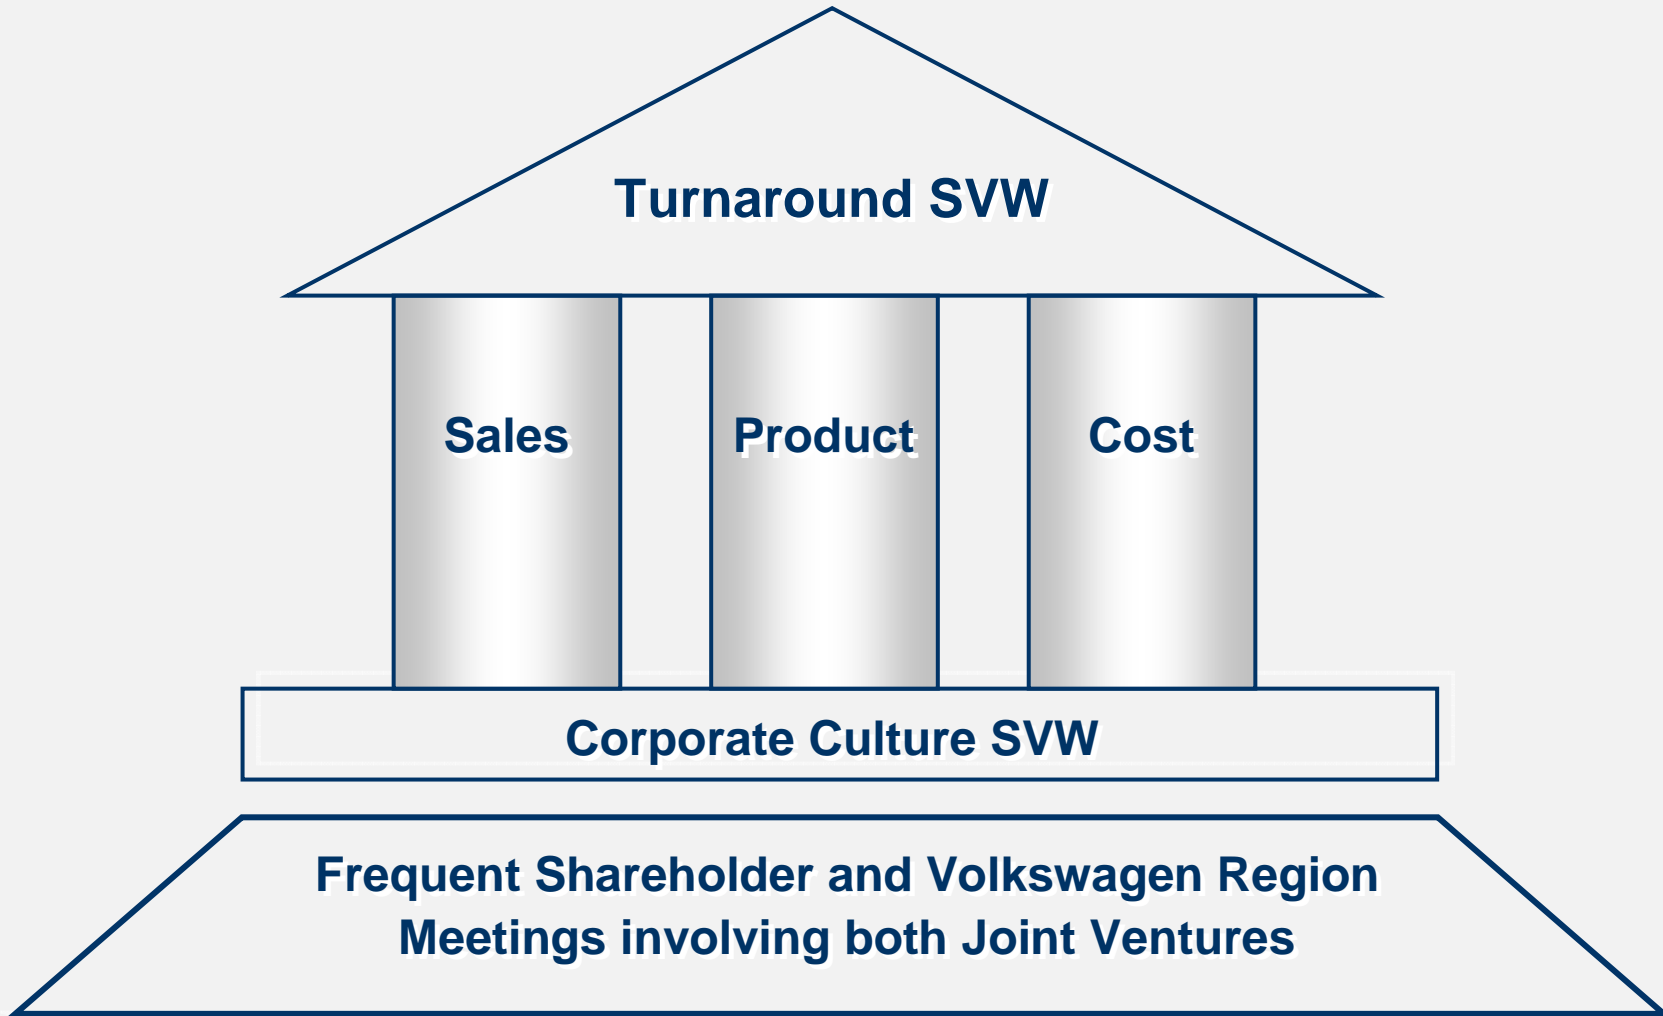 Turnaround SVW
Sales
Product
Cost
Corporate Culture SVW
Frequent Shareholder and Volkswagen Region
Meetings involving both Joint Ventures